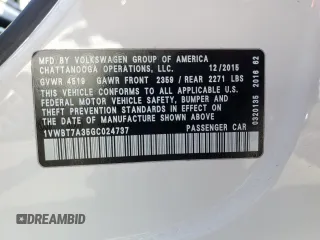 MFD BY VOLKSWAGEN GROUP OF AMERICA
CHATTANOOGA OPERATIONS, LLC. 12/2015
GVWR 4519 GAWR FRONT 2359 / REAR 2271 LBS
THIS VEHICLE CONFORMS TO ALL APPLICABLE U.S.
FEDERAL MOTOR VEHICLE SAFETY, BUMPER, AND
THEFT PREVENTION STANDARDS IN EFFECT ON THE
DATE OF MANUFACTURE SHOWN ABOVE
1VWBT7A35GC024737 PASSENGER CAR
0320135 2016 62
DREAMBID